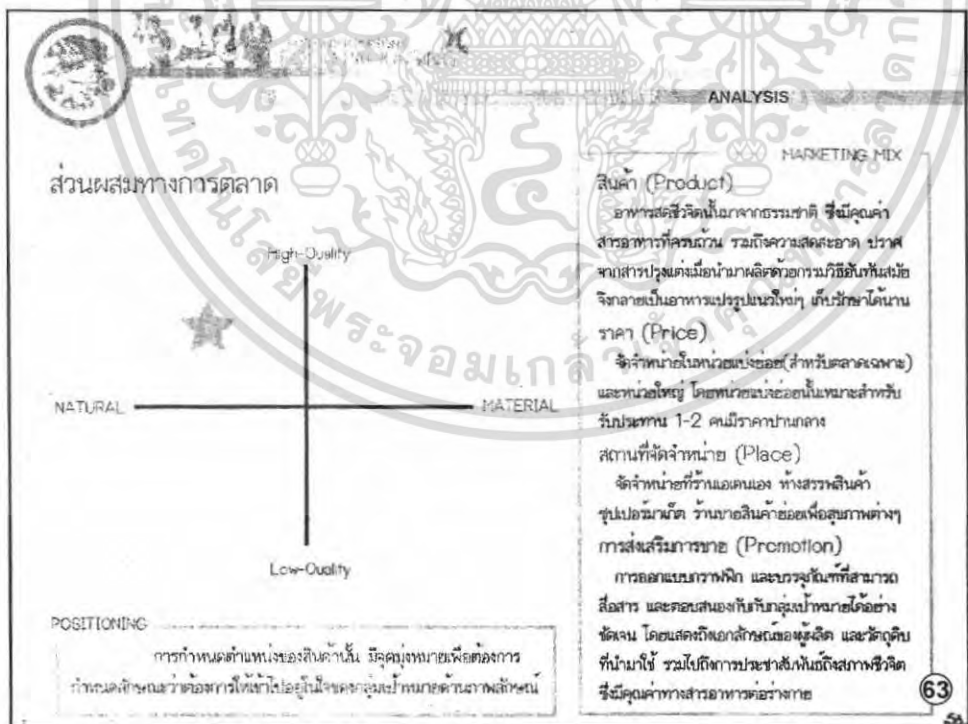 ANALYSIS
ส่วนผสมทางการตลาด
High-Quality
NATURAL
MATERIAL
Low-Quality
POSITIONING
การกำหนดตำแหน่งของสินค้านั้น มีจุดมุ่งหมายเพื่อต้องการ
กำหนดลักษณะว่าต้องการให้เข้าไปอยู่ในใจของกลุ่มเป้าหมายด้านภาพลักษณ์
MARKETING MIX
สินค้า (Product)
อาหารสดชีวจิตนั้นมาจากธรรมชาติ ซึ่งมีคุณค่า
สารอาหารที่ครบถ้วน รวมถึงความสดสะอาด ปราศ
จากสารปรุงแต่งเมื่อนำมาผลิตด้วยกรรมวิธีอันทันสมัย
จึงกลายเป็นอาหารแปรรูปแนวใหม่ๆ เก็บรักษาได้นาน
ราคา (Price)
จัดจำหน่ายในหน่วยแบ่งย่อย(สำหรับตลาดเฉพาะ)
และหน่วยใหญ่ โดยหน่วยแบ่งย่อยนั้นเหมาะสำหรับ
รับประทาน 1-2 คนมีราคาปานกลาง
สถานที่จัดจำหน่าย (Place)
จัดจำหน่ายที่ร้านเอเดนเอง ห้างสรรพสินค้า
ซุปเปอร์มาเก็ต ร้านขายสินค้าย่อยเพื่อสุขภาพต่างๆ
การส่งเสริมการขาย (Promotion)
การออกแบบกราฟฟิก และบรรจุภัณฑ์ที่สามารถ
สื่อสาร และตอบสนองกับกับกลุ่มเป้าหมายได้อย่าง
ชัดเจน โดยแสดงถึงเอกลักษณ์ของผู้ผลิต และวัตถุดิบ
ที่นำมาใช้ รวมไปถึงการประชาสัมพันธ์ถึงสภาพชีวจิต
ซึ่งมีคุณค่าทางสารอาหารต่อร่างกาย
63